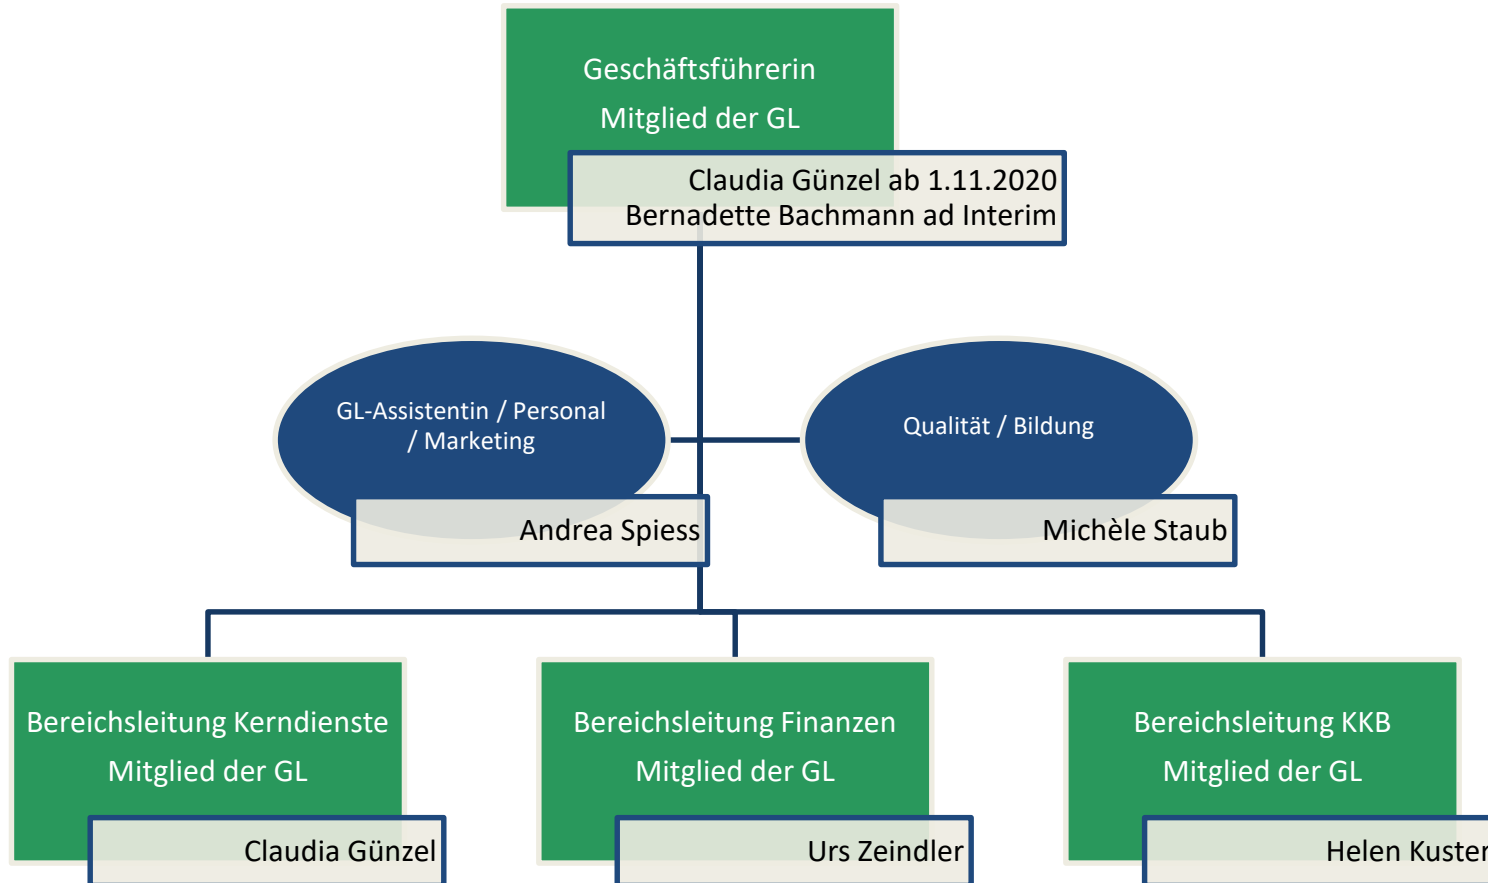 Geschäftsführerin
Mitglied der GL
Claudia Günzel ab 1.11.2020
Bernadette Bachmann ad Interim
GL-Assistentin / Personal
/ Marketing
Andrea Spiess
Qualität / Bildung
Michèle Staub
Bereichsleitung Kerndienste
Mitglied der GL
Claudia Günzel
Bereichsleitung Finanzen
Mitglied der GL
Urs Zeindler
Bereichsleitung KKB
Mitglied der GL
Helen Kuster